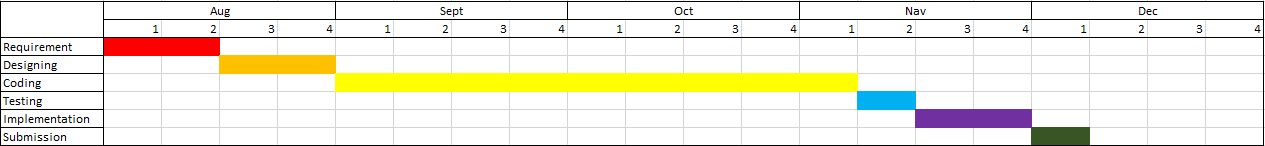 Aug Sept Oct Nav Dec
1 2 3 4 1 2 3 4 1 2 3 4 1 2 3 4 1 2 3 4
Requirement
Designing
Coding
Testing
Implementation
Submission